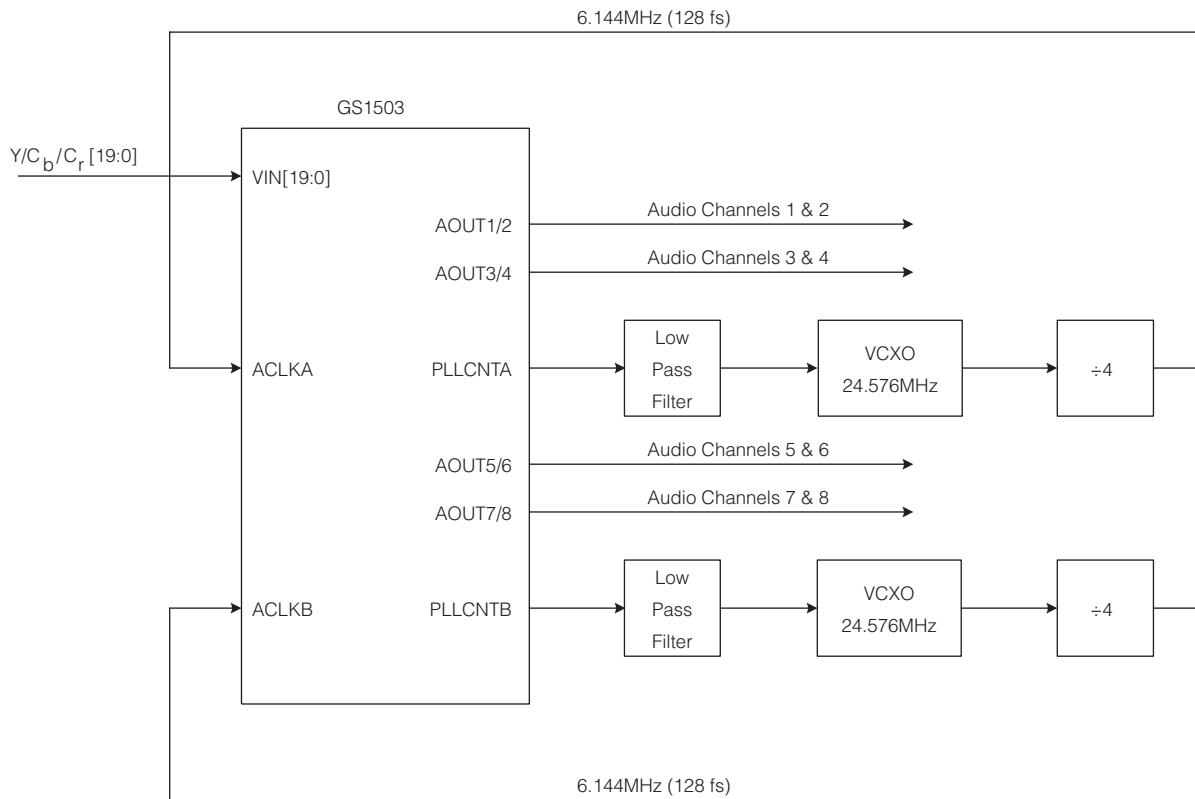 6.144MHz (128 fs)
GS1503
Y/Cb/Cr [19:0]
VIN[19:0]
AOUT1/2
Audio Channels 1 & 2
AOUT3/4
Audio Channels 3 & 4
ACLKA
PLLCNTA
Low
Pass
Filter
VCXO
24.576MHz
÷4
AOUT5/6
Audio Channels 5 & 6
AOUT7/8
Audio Channels 7 & 8
ACLKB
PLLCNTB
Low
Pass
Filter
VCXO
24.576MHz
÷4
6.144MHz (128 fs)